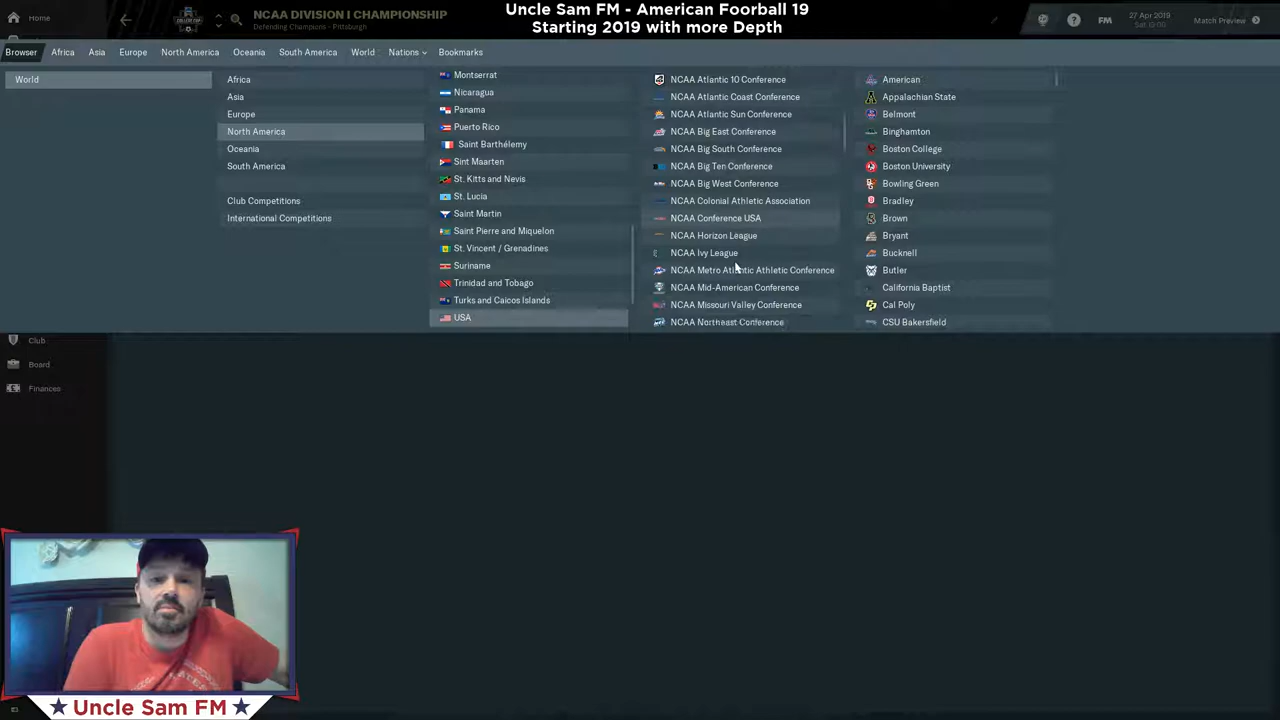 Uncle Sam FM - American Foorball 19
Starting 2019 with more Depth
Home
NCAA DIVISION I CHAMPIONSHIP
Defending Champions - Pittsburgh
FM
27 Apr 2019
Match Preview
Browser
Africa
Asia
Europe
North America
Oceania
South America
World
Nations
Bookmarks
World
Africa
Asia
Europe
North America
Oceania
South America
Club Competitions
International Competitions
Montserrat
Nicaragua
Panama
Puerto Rico
Saint Barthélemy
Sint Maarten
St. Kitts and Nevis
St. Lucia
Saint Martin
Saint Pierre and Miquelon
St. Vincent / Grenadines
Suriname
Trinidad and Tobago
Turks and Caicos Islands
USA
NCAA Atlantic 10 Conference
NCAA Atlantic Coast Conference
NCAA Atlantic Sun Conference
NCAA Big East Conference
NCAA Big South Conference
NCAA Big Ten Conference
NCAA Big West Conference
NCAA Colonial Athletic Association
NCAA Conference USA
NCAA Horizon League
NCAA Ivy League
NCAA Metro Atlantic Athletic Conference
NCAA Mid-American Conference
NCAA Missouri Valley Conference
NCAA Northeast Conference
American
Appalachian State
Belmont
Binghamton
Boston College
Boston University
Bowling Green
Bradley
Brown
Bryant
Bucknell
Butler
California Baptist
Cal Poly
CSU Bakersfield
Club
Board
Finances
Uncle Sam FM